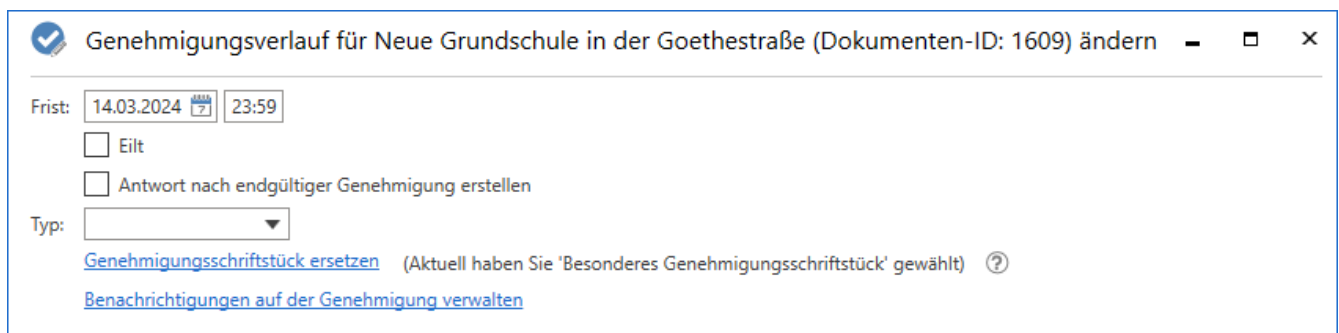 Genehmigungsverlauf für Neue Grundschule in der Goethestraße (Dokumenten-ID: 1609) ändern
Frist: 14.03.2024 7 23:59
Eilt
Antwort nach endgültiger Genehmigung erstellen
Typ:
Genehmigungsschriftstück ersetzen (Aktuell haben Sie 'Besonderes Genehmigungsschriftstück' gewählt) ?
Benachrichtigungen auf der Genehmigung verwalten